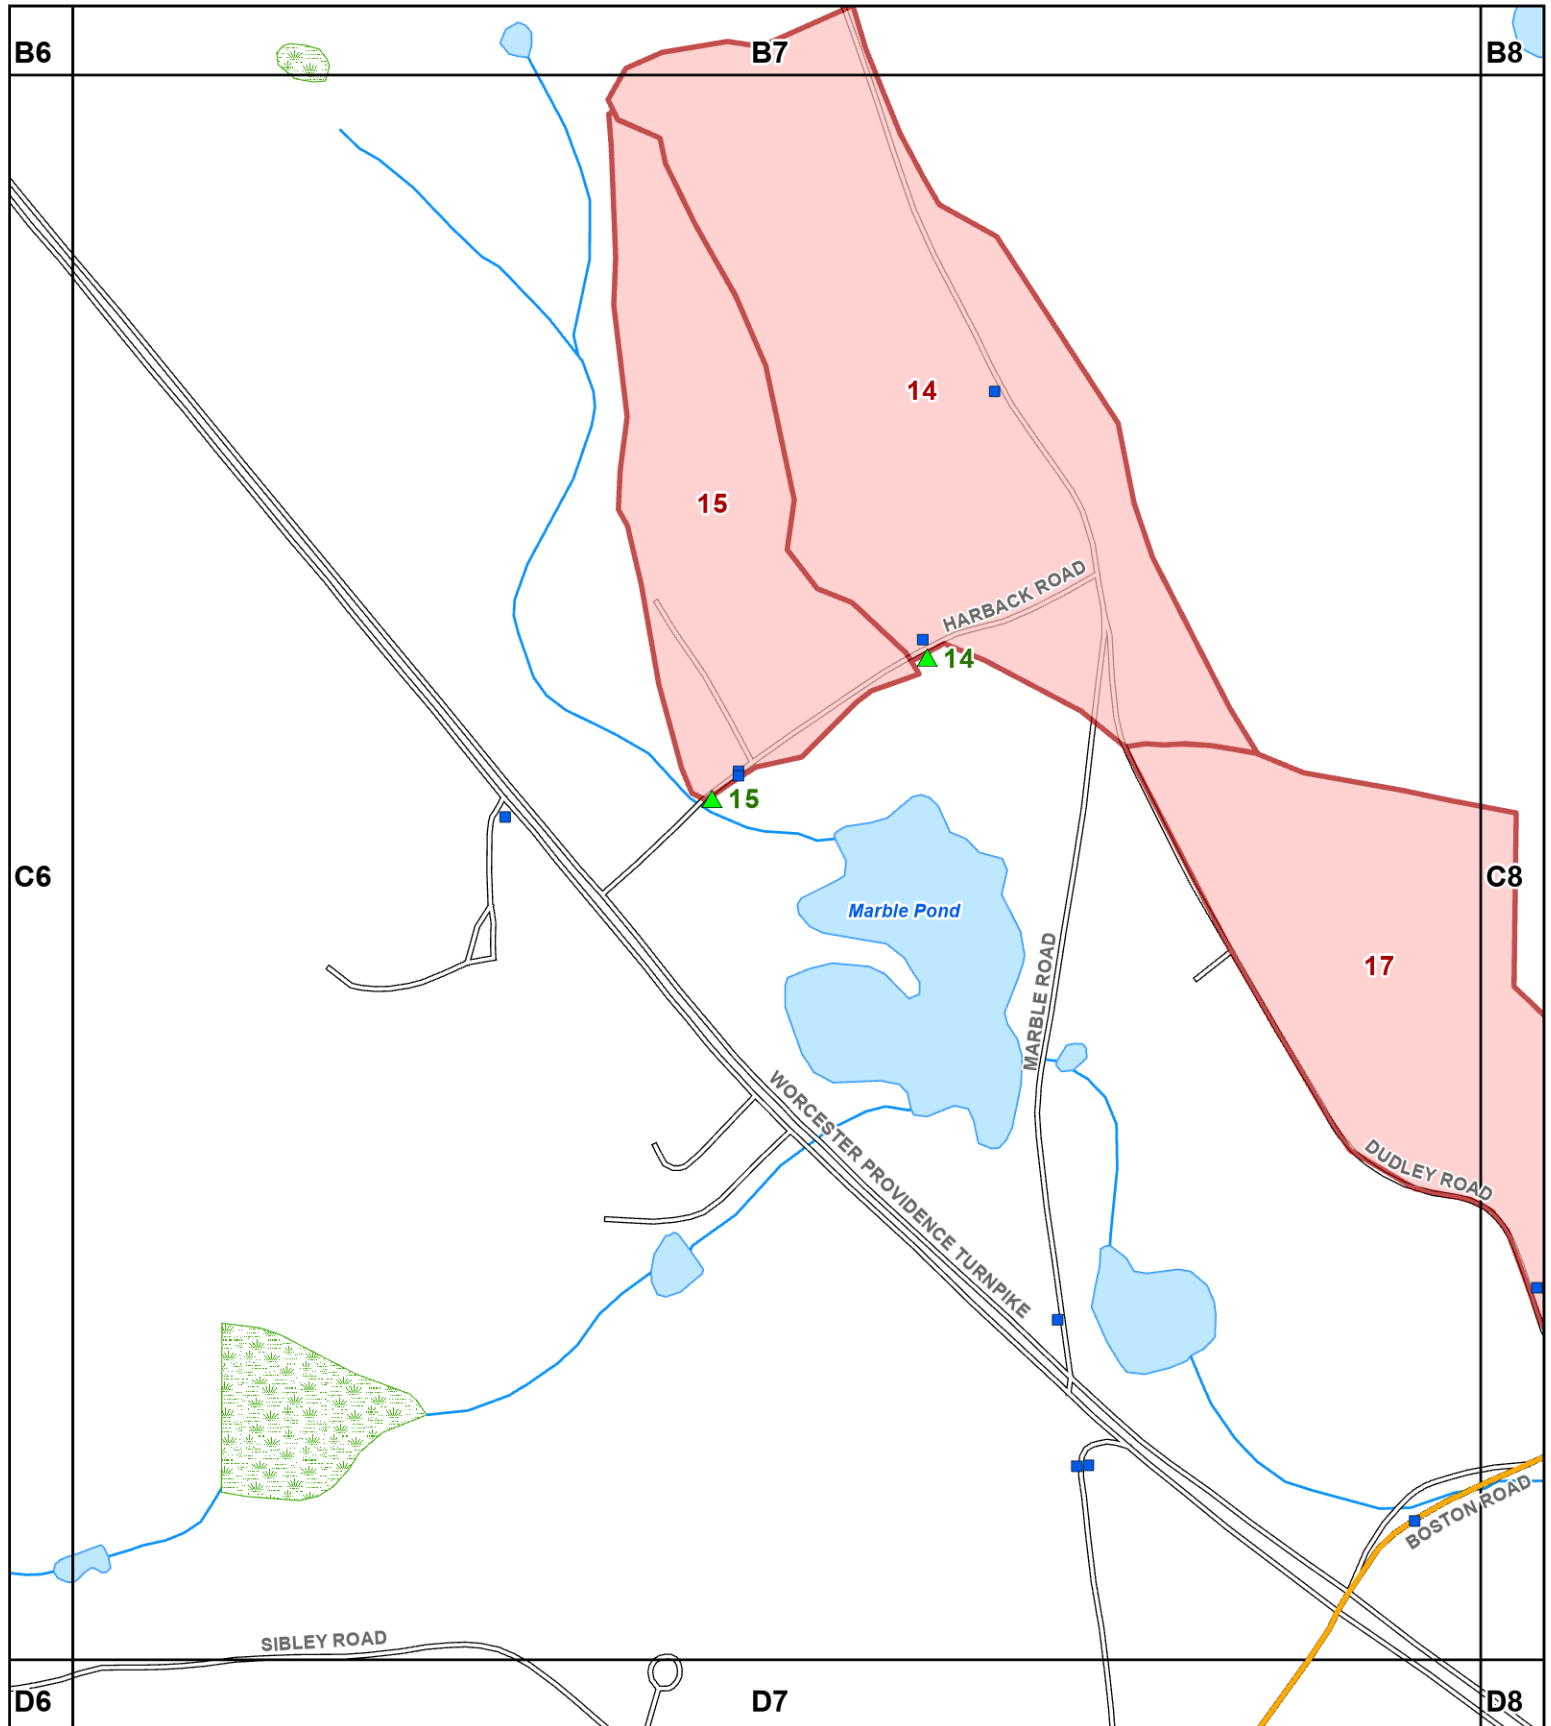 B6
B7
B8
14
15
HARBACK ROAD
14
15
C6
C8
Marble Pond
MARBLE ROAD
17
WORCESTER PROVIDENCE TURNPIKE
DUDLEY ROAD
BOSTON ROAD
SIBLEY ROAD
D6
D7
D8